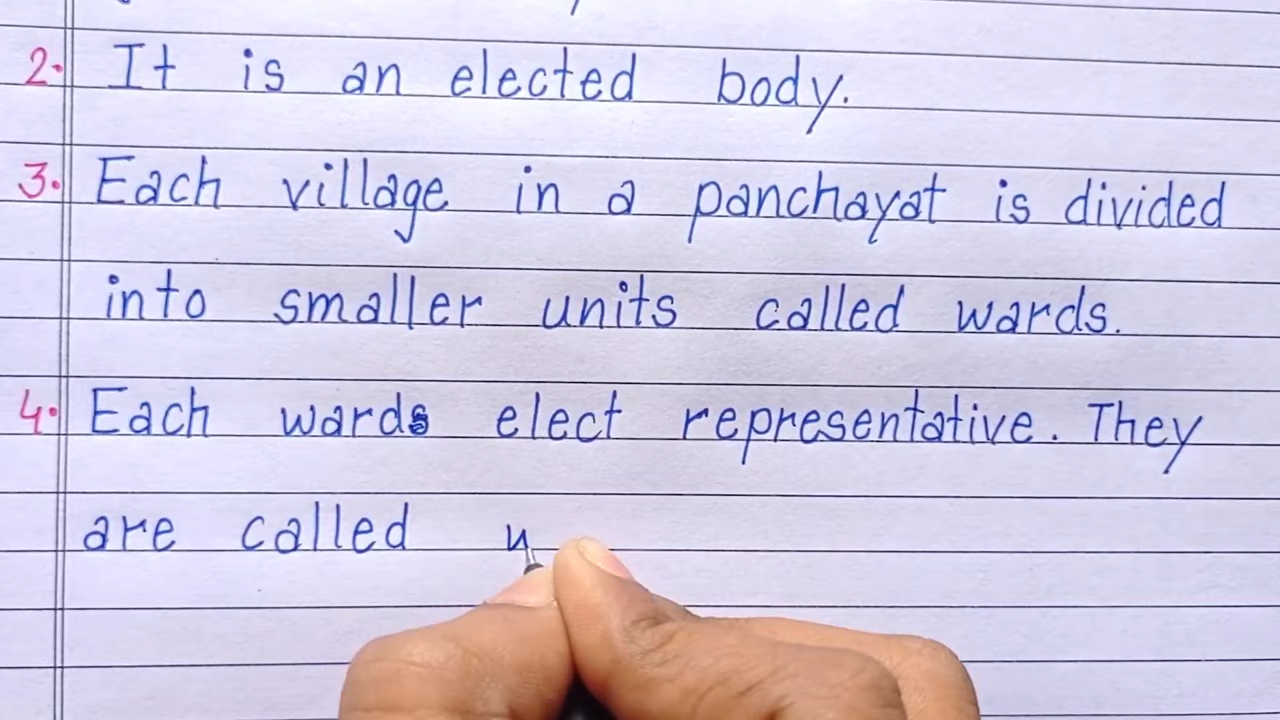 2. It is an elected body.
3. Each village in a panchayat is divided
into smaller units called wards.
4. Each wards elect representative. They
are called